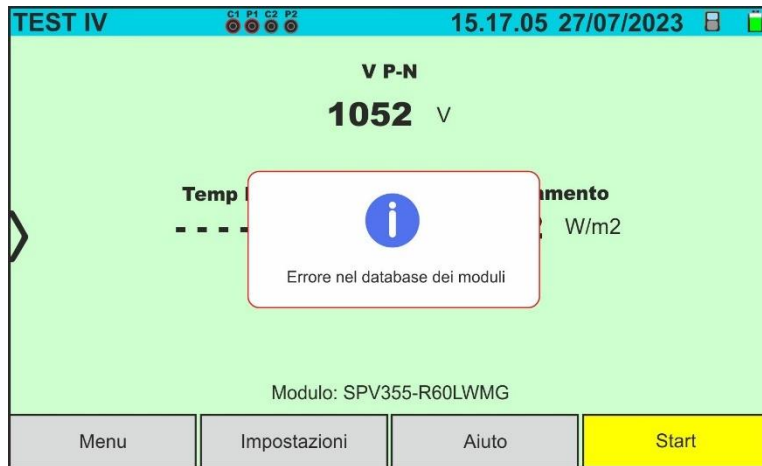 TEST IV C1 P1 C2 P2 15.17.05 27/07/2023
V P-N
1052 V
Temp
amento
- - - - W/m2
Errore nel database dei moduli
Modulo: SPV355-R60LWMG
Menu Impostazioni Aiuto Start